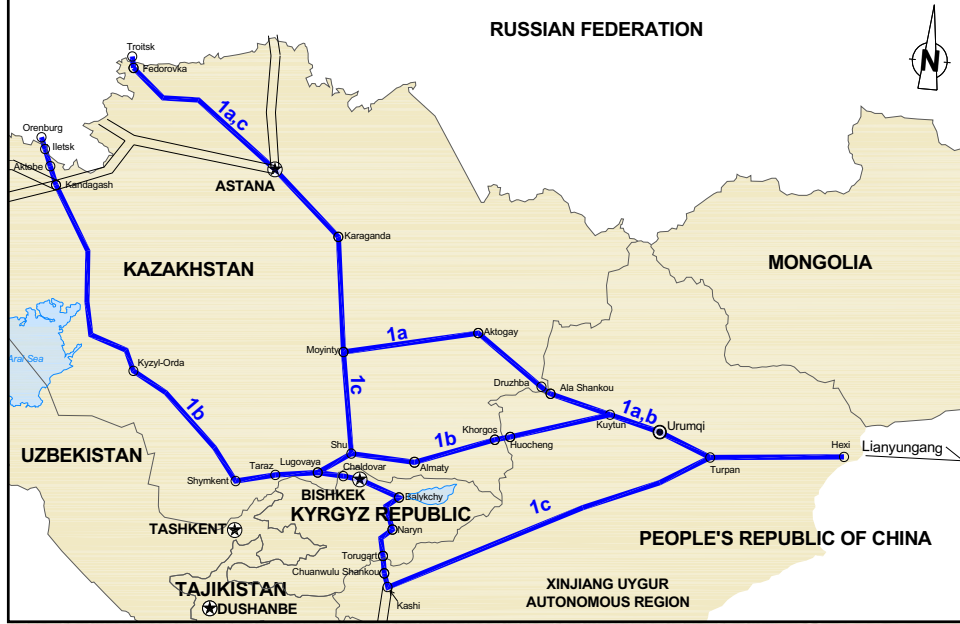 RUSSIAN FEDERATION
N
Troitsk
Fedorovka
1a,c
Orenburg
Iletsk
Aktobe
Kandagash
ASTANA
Karaganda
KAZAKHSTAN
MONGOLIA
1a
Aktogay
Moyinty
Aral Sea
Kyzyl-Orda
1c
Druzhba
Ala Shankou
1b
1a,b
Kuytun
Urumqi
Khorgos
1b
Huocheng
Hexi
Lianyungang
UZBEKISTAN
Shu
Lugovaya
Taraz
Chaldovar
Almaty
Turpan
Shymkent
BISHKEK
Balykchy
KYRGYZ REPUBLIC
1c
TASHKENT
Naryn
PEOPLE'S REPUBLIC OF CHINA
Torugart
Chuanwulu Shankou
TAJIKISTAN
XINJIANG UYGUR
AUTONOMOUS REGION
DUSHANBE
Kashi